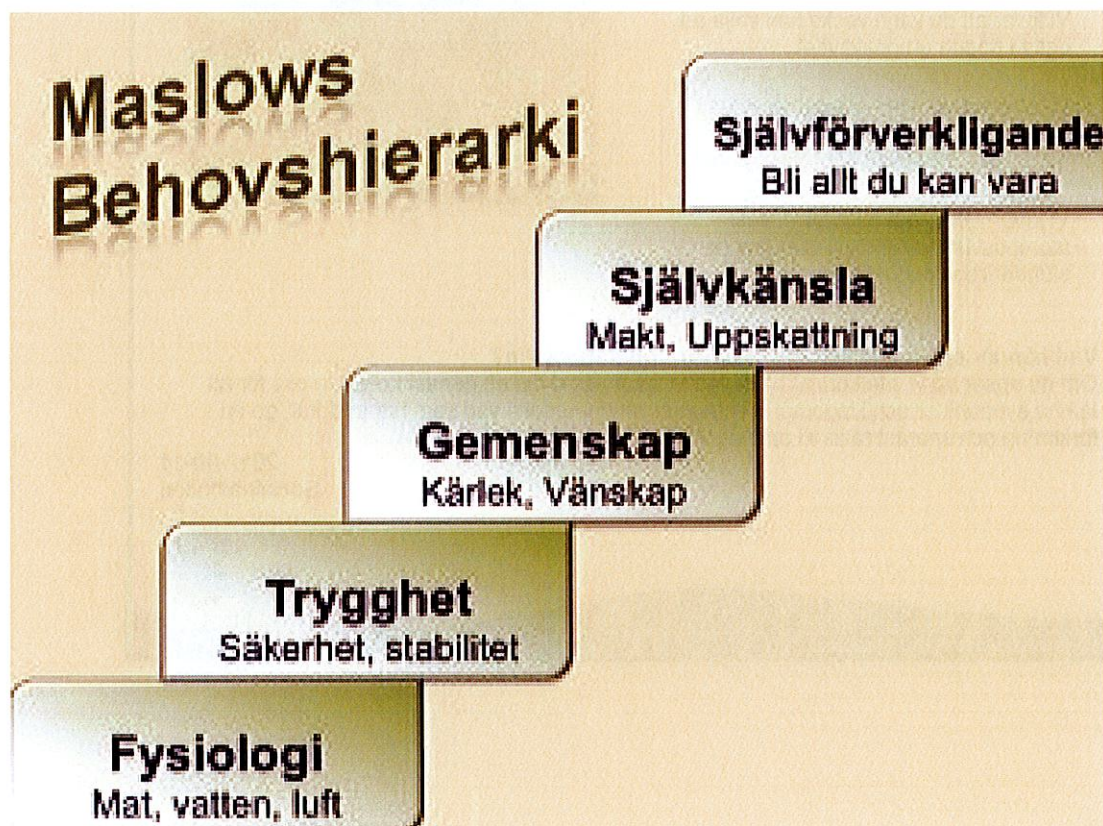 Maslows
Behovshierarki
Självförverkligande
Bli allt du kan vara
Självkänsla
Makt, Uppskattning
Gemenskap
Kärlek, Vänskap
Trygghet
Säkerhet, stabilitet
Fysiologi
Mat, vatten, luft